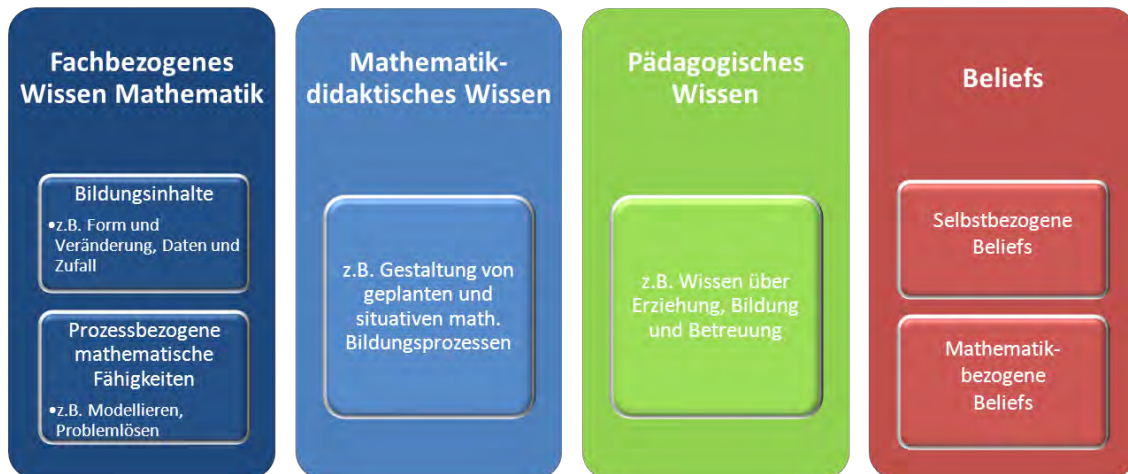 Fachbezogenes
Wissen Mathematik
Bildungsinhalte
•z.B. Form und
Veränderung, Daten und
Zufall
Prozessbezogene
mathematische
Fähigkeiten
•z.B. Modellieren,
Problemlösen
Mathematik-
didaktisches Wissen
z.B. Gestaltung von
geplanten und
situativen math.
Bildungsprozessen
Pädagogisches
Wissen
z.B. Wissen über
Erziehung, Bildung
und Betreuung
Beliefs
Selbstbezogene
Beliefs
Mathematik-
bezogene
Beliefs